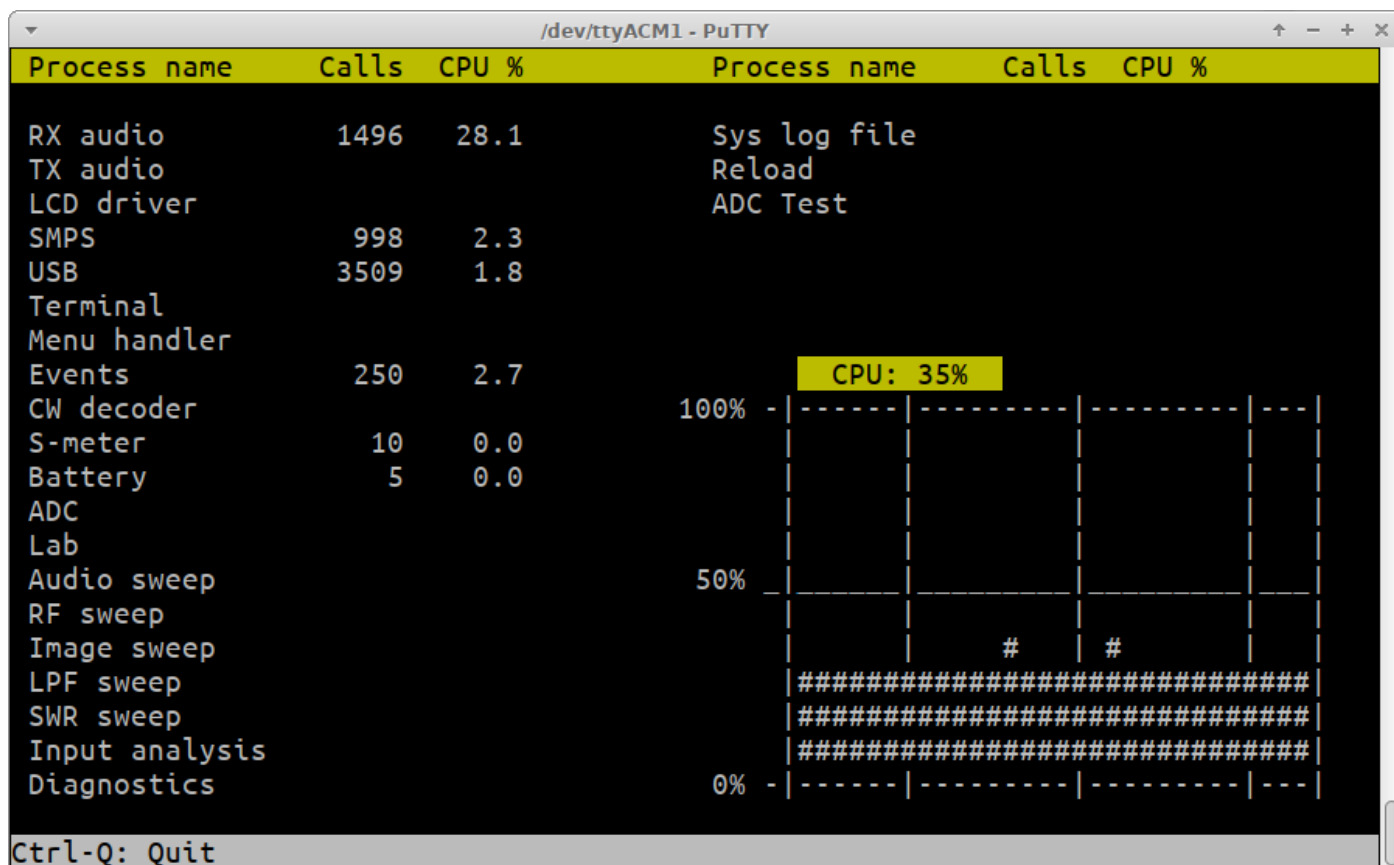 /dev/ttyACM1 - PuTTY
Process name     Calls  CPU %           Process name     Calls  CPU %
RX audio          1496   28.1           Sys log file
TX audio                                Reload
LCD driver                              ADC Test
SMPS               998    2.3
USB               3509    1.8
Terminal
Menu handler
Events             250    2.7                  CPU: 35%
CW decoder                            100% -|------|---------|---------|---|
S-meter             10    0.0               |      |         |         |   |
Battery              5    0.0               |      |         |         |   |
ADC                                         |      |         |         |   |
Lab                                         |      |         |         |   |
Audio sweep                            50% _|______|_________|_________|___|
RF sweep                                    |      |         |         |   |
Image sweep                                 |      |     #   | #       |   |
LPF sweep                                   |##############################|
SWR sweep                                   |##############################|
Input analysis                              |##############################|
Diagnostics                             0% -|------|---------|---------|---|
Ctrl-Q: Quit